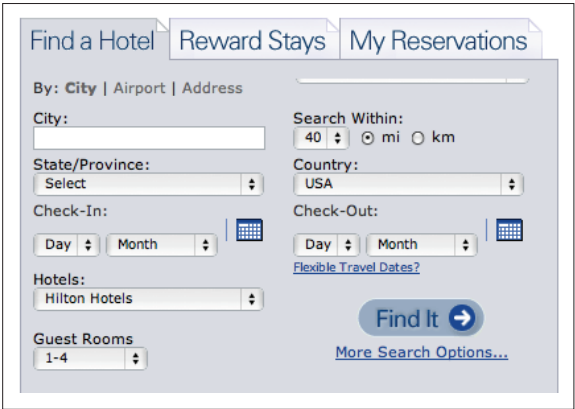 Find a Hotel Reward Stays My Reservations
By: City | Airport | Address
City:
Search Within:
40 mi km
State/Province:
Select
Country:
USA
Check-In:
Day Month
Check-Out:
Day Month
Flexible Travel Dates?
Hotels:
Hilton Hotels
Find It
Guest Rooms
1-4
More Search Options...